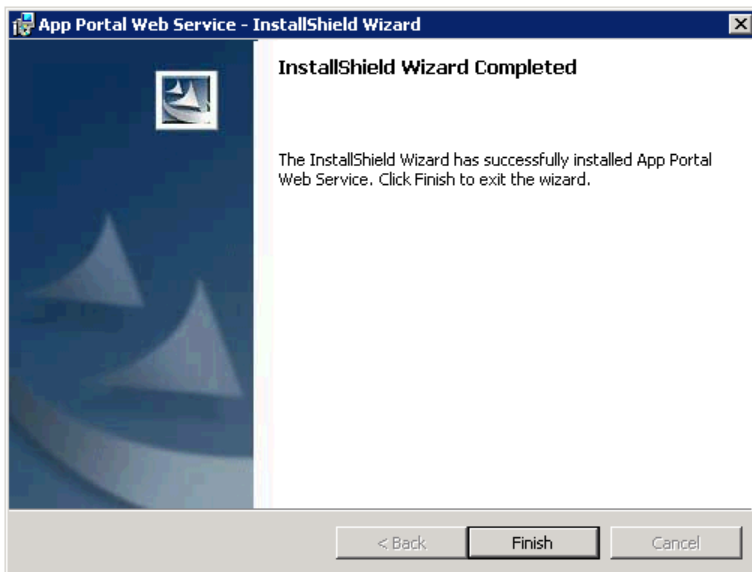 App Portal Web Service - InstallShield Wizard
InstallShield Wizard Completed
The InstallShield Wizard has successfully installed App Portal
Web Service. Click Finish to exit the wizard.
< Back Finish Cancel